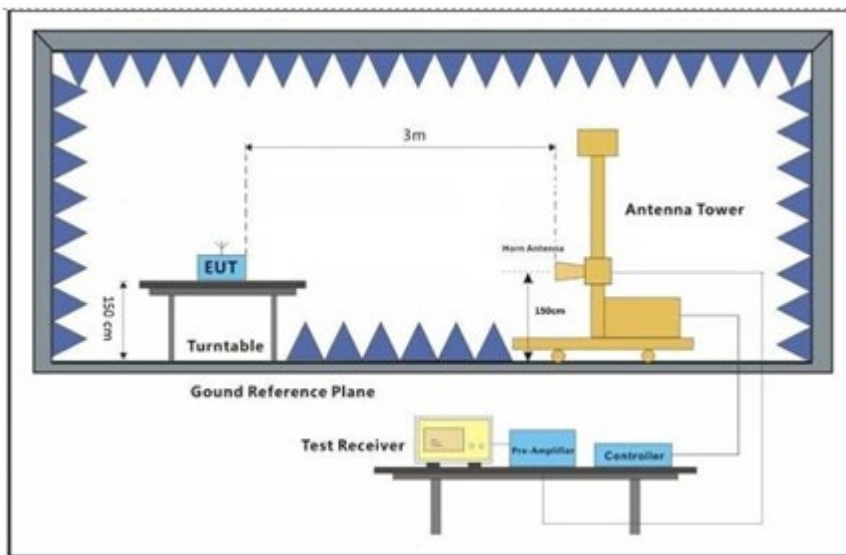 3m
Antenna Tower
Horn Antenna
EUT
150 cm
150cm
Turntable
Gound Reference Plane
Test Receiver
Pre-Amplifier
Controller